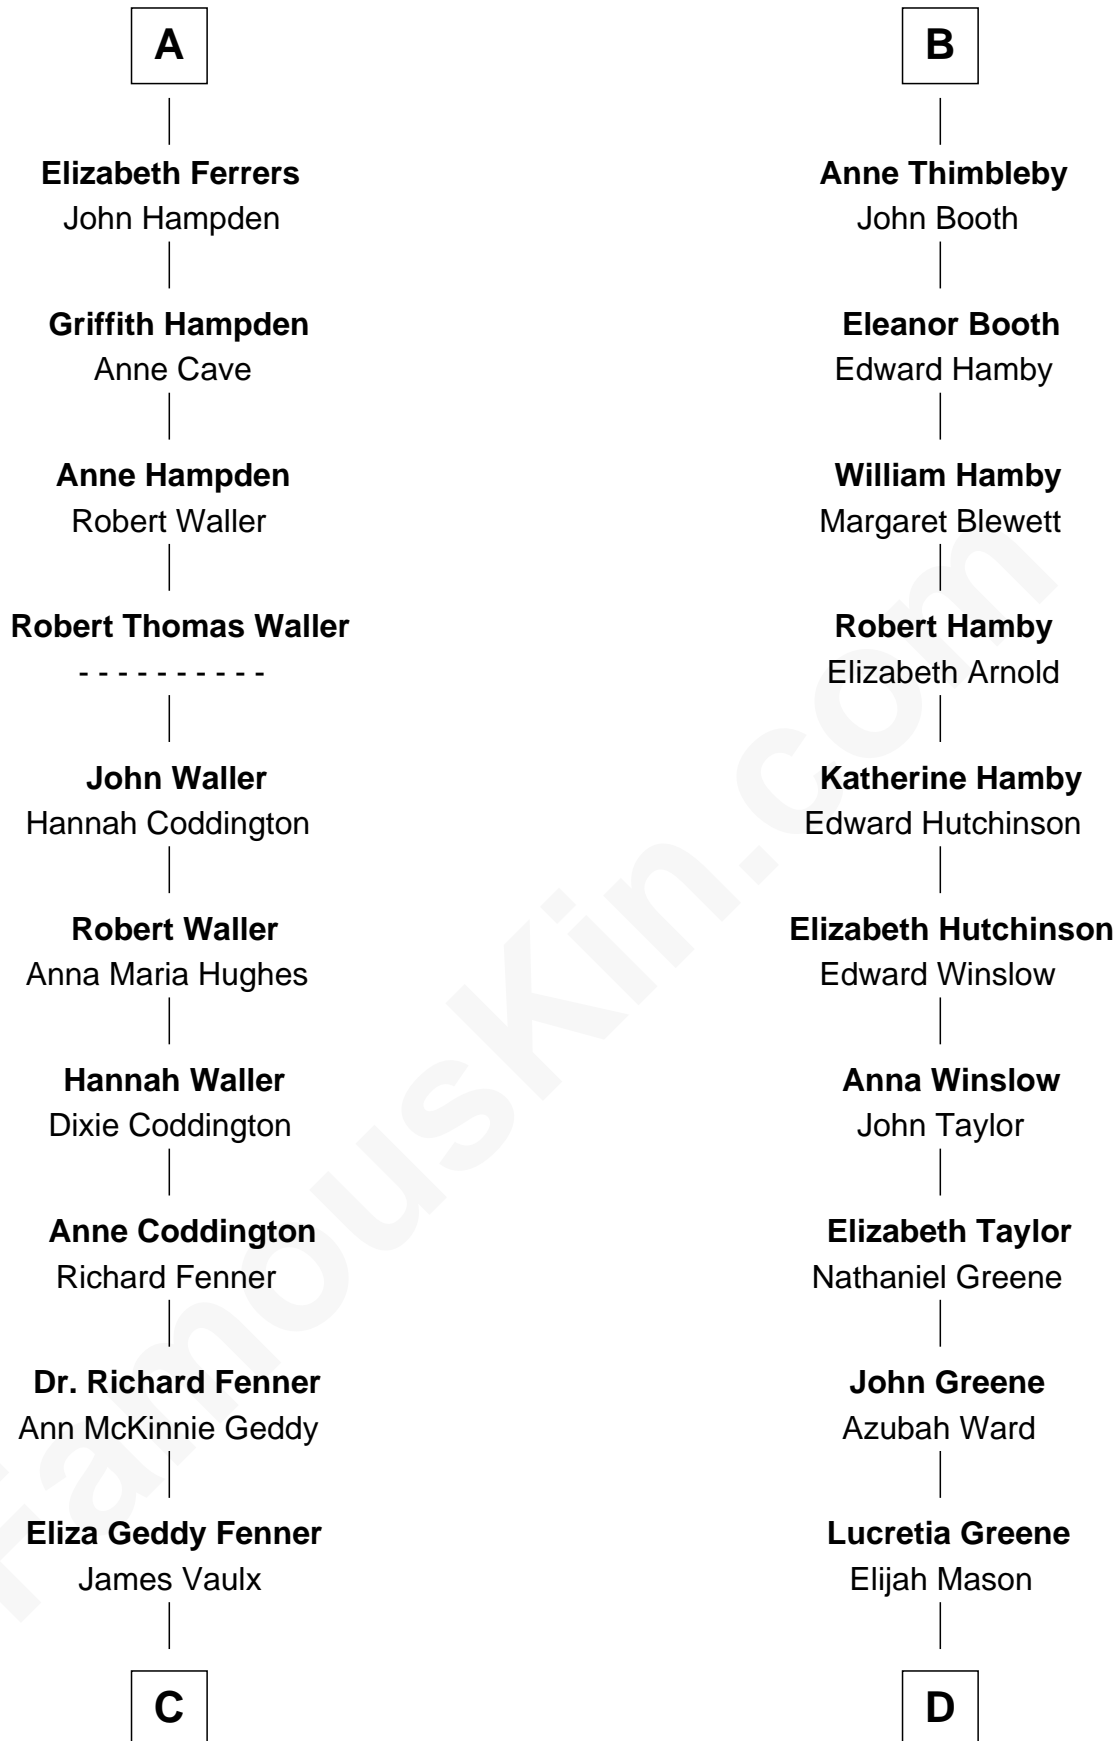 A
Elizabeth Ferrers
John Hampden
Griffith Hampden
Anne Cave
Anne Hampden
Robert Waller
Robert Thomas Waller
- - - - - - - - - -
John Waller
Hannah Coddington
Robert Waller
Anna Maria Hughes
Hannah Waller
Dixie Coddington
Anne Coddington
Richard Fenner
Dr. Richard Fenner
Ann McKinnie Geddy
Eliza Geddy Fenner
James Vaulx
C
B
Anne Thimbleby
John Booth
Eleanor Booth
Edward Hamby
William Hamby
Margaret Blewett
Robert Hamby
Elizabeth Arnold
Katherine Hamby
Edward Hutchinson
Elizabeth Hutchinson
Edward Winslow
Anna Winslow
John Taylor
Elizabeth Taylor
Nathaniel Greene
John Greene
Azubah Ward
Lucretia Greene
Elijah Mason
D
FamousKin.com